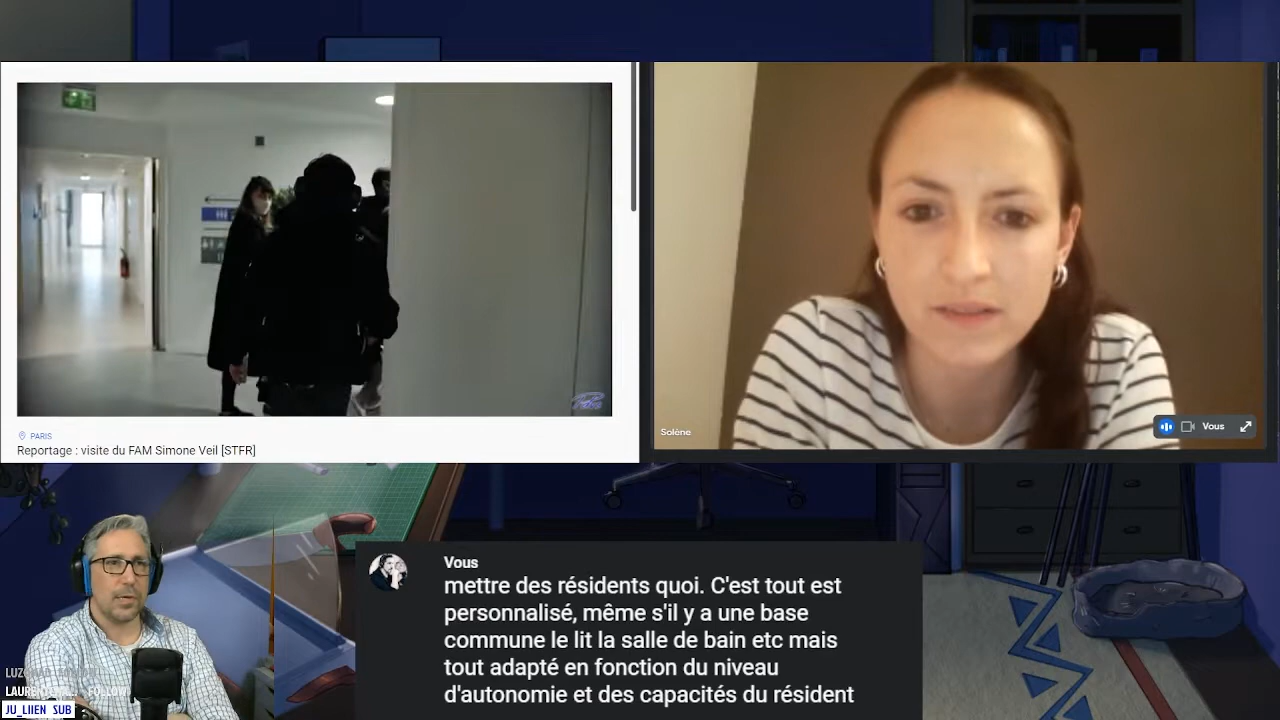 PARIS
Reportage : visite du FAM Simone Veil [STFR]
Solène
Vous
Vous
mettre des résidents quoi. C'est tout est
personnalisé, même s'il y a une base
commune le lit la salle de bain etc mais
tout adapté en fonction du niveau
d'autonomie et des capacités du résident
FOLLOW
JU_LIIEN SUB